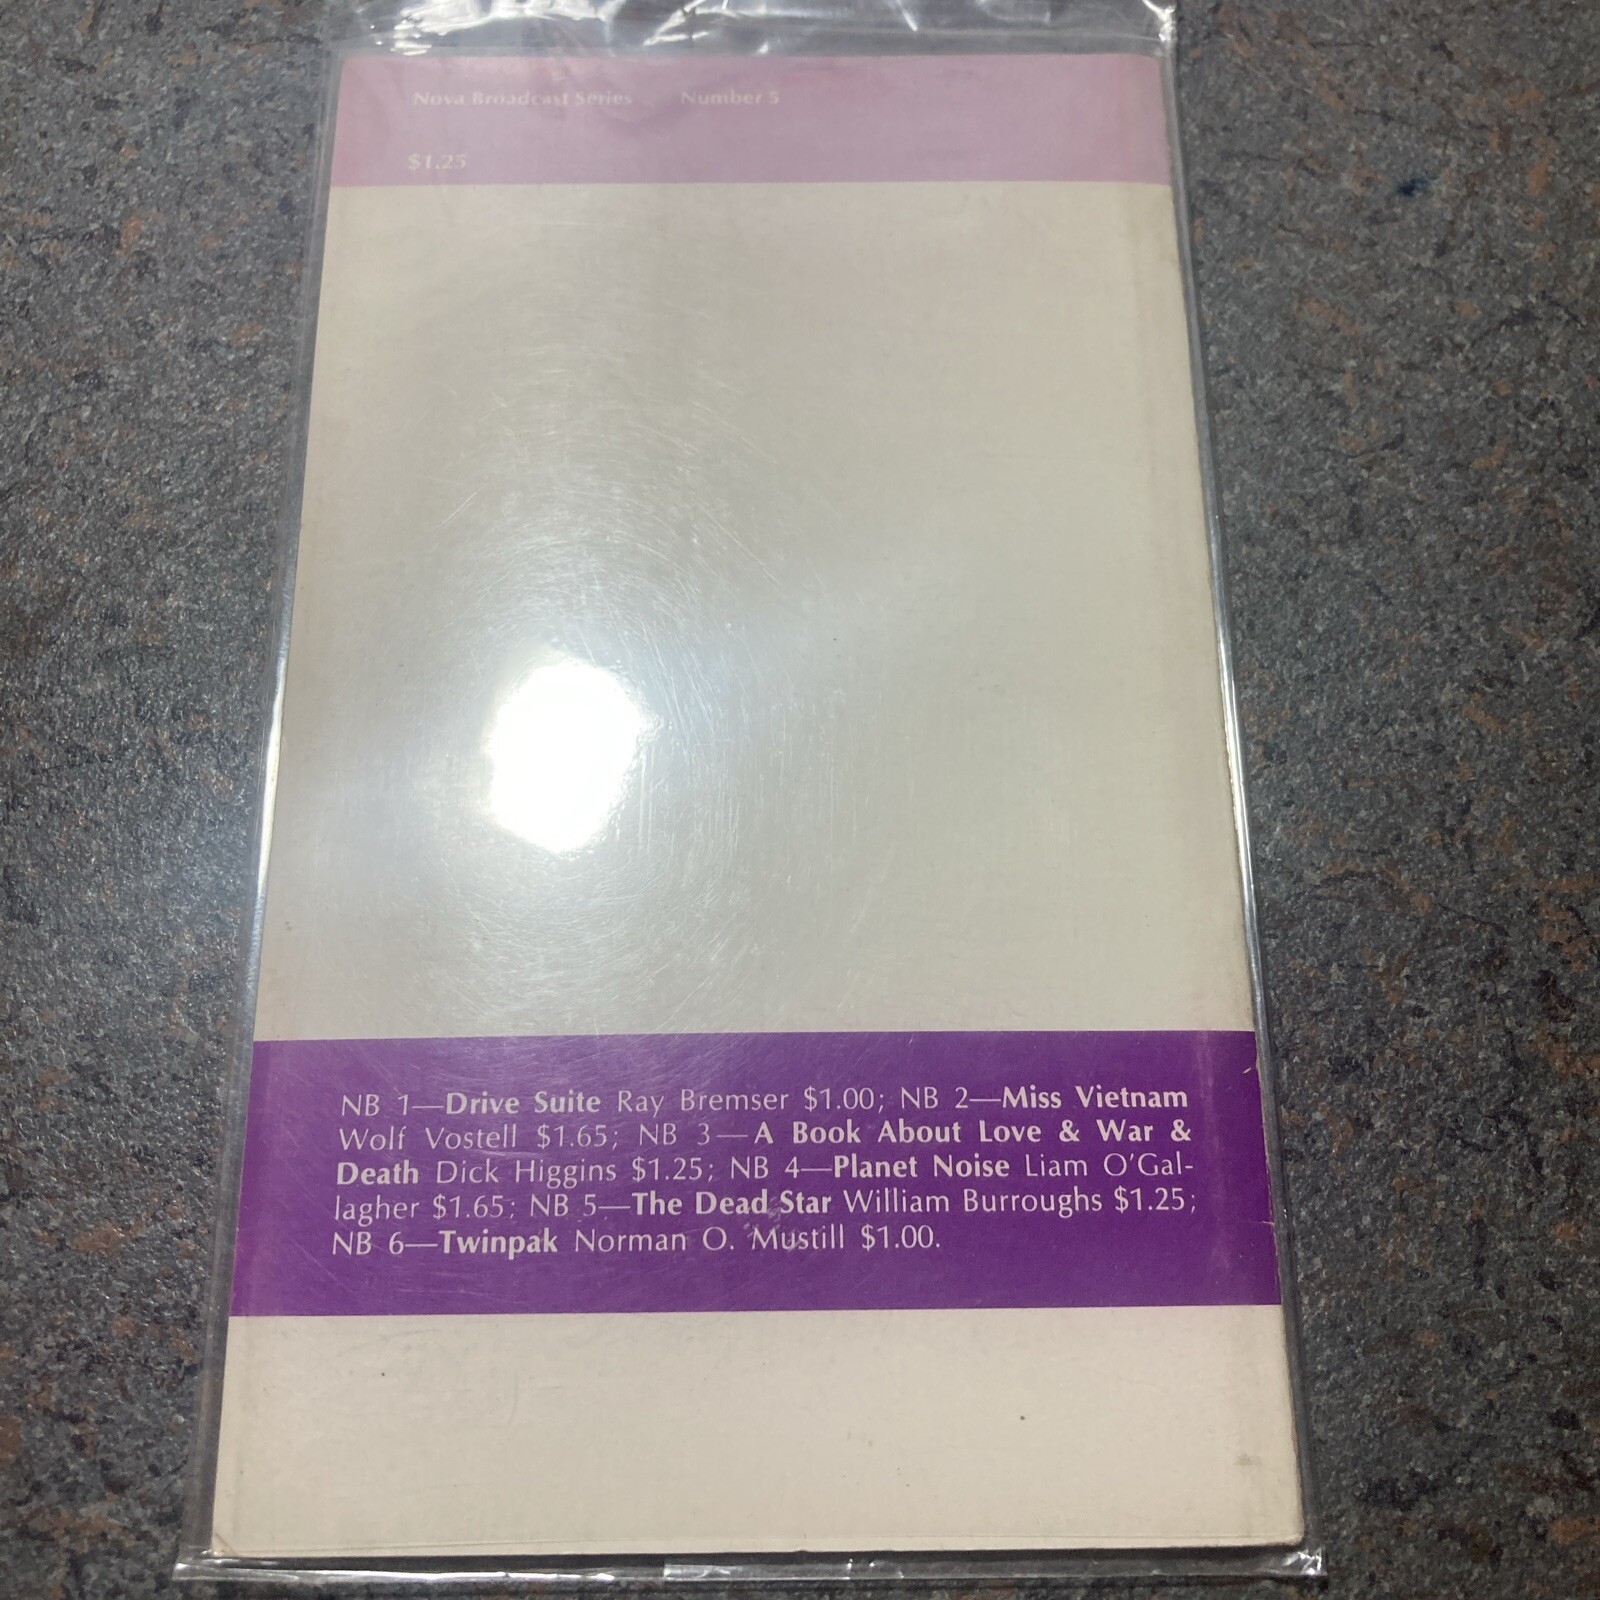 Nova Broadcast Series Number 5
$1.25
NB 1—Drive Suite Ray Bremser $1.00; NB 2—Miss Vietnam
Wolf Vostell $1.65; NB 3—A Book About Love & War &
Death Dick Higgins $1.25; NB 4—Planet Noise Liam O'Gal-
lagher $1.65; NB 5—The Dead Star William Burroughs $1.25;
NB 6—Twinpak Norman O. Mustill $1.00.